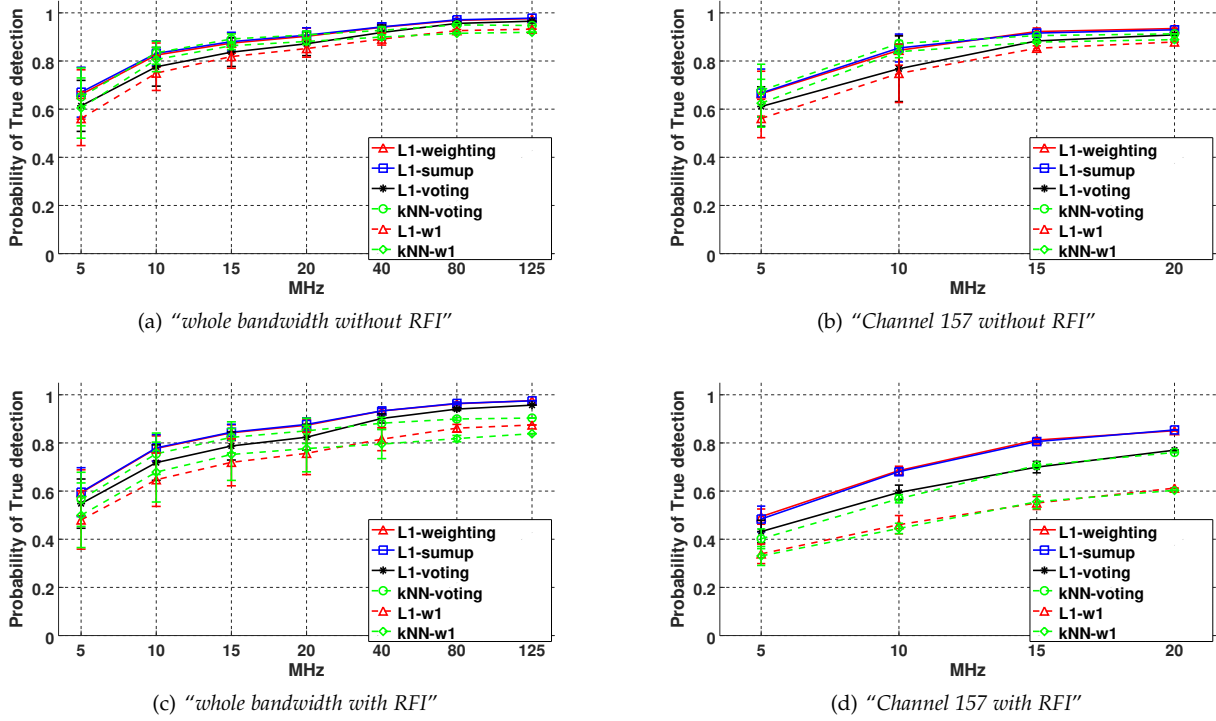 Probability of True detection
1
0.8
0.6
0.4
0.2
0
L1-weighting
L1-sumup
L1-voting
kNN-voting
L1-w1
kNN-w1
5 10 15 20 40 80 125
MHz
(a) “whole bandwidth without RFI”
Probability of True detection
1
0.8
0.6
0.4
0.2
0
L1-weighting
L1-sumup
L1-voting
kNN-voting
L1-w1
kNN-w1
5 10 15 20
MHz
(b) “Channel 157 without RFI”
Probability of True detection
1
0.8
0.6
0.4
0.2
0
L1-weighting
L1-sumup
L1-voting
kNN-voting
L1-w1
kNN-w1
5 10 15 20 40 80 125
MHz
(c) “whole bandwidth with RFI”
Probability of True detection
1
0.8
0.6
0.4
0.2
0
L1-weighting
L1-sumup
L1-voting
kNN-voting
L1-w1
kNN-w1
5 10 15 20
MHz
(d) “Channel 157 with RFI”